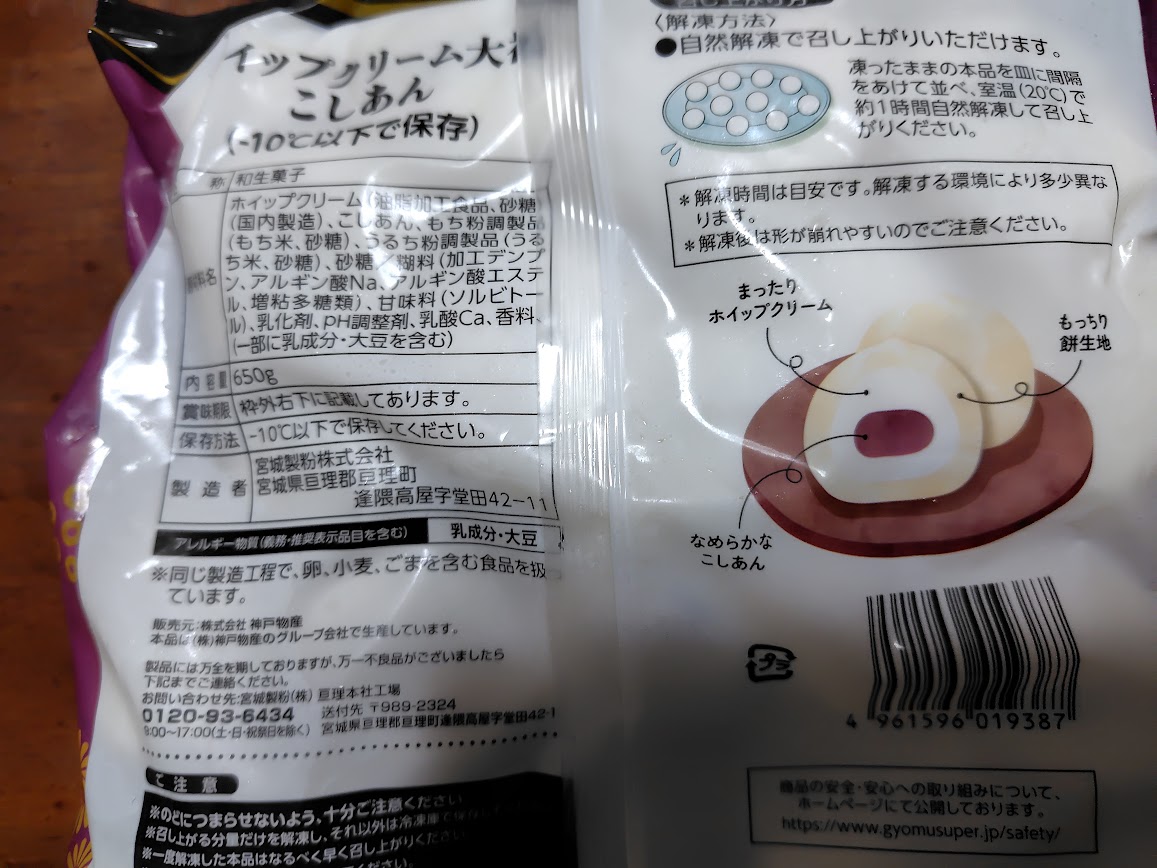 イップクリーム大
こしあん
(-10℃以下で保存)
称 和生菓子
名 ホイップクリーム(油脂加工食品、砂糖
(国内製造)、こしあん、もち粉調製品
(もち米、砂糖)、うるち粉調製品(うる
ち米、砂糖)、砂糖/糊料(加工デンプ
ン、アルギン酸Na、アルギン酸エステ
ル、増粘多糖類)、甘味料(ソルビトー
ル)、乳化剤、pH調整剤、乳酸Ca、香料、
(一部に乳成分・大豆を含む)
内容量 650g
賞味期限 枠外右下に記載してあります。
保存方法 -10℃以下で保存してください。
製造者 宮城製粉株式会社
宮城県亘理郡亘理町
逢隈高屋字堂田42-11
アレルギー物質(義務・推奨表示品目を含む) 乳成分・大豆
※同じ製造工程で、卵、小麦、ごまを含む食品を扱
ています。
販売元:株式会社 神戸物産
本品は(株)神戸物産のグループ会社で生産しています。
製品には万全を期しておりますが、万一不良品がございましたら
下記までご連絡ください。
お問い合わせ先:宮城製粉(株) 亘理本社工場
0120-93-6434 送付先 〒989-2324
9:00~17:00(土・日・祝祭日を除く) 宮城県亘理郡亘理町逢隈高屋字堂田42-1
ご注意
※のどにつまらせないよう、十分ご注意ください
※召し上がる分量だけを解凍し、それ以外は冷凍庫で保存し
※一度解凍した本品はなるべく早く召し上がりくださ
〈解凍方法〉
●自然解凍で召し上がりいただけます。
凍ったままの本品を皿に間隔
をあけて並べ、室温(20℃)で
約1時間自然解凍して召し上
がりください。
*解凍時間は目安です。解凍する環境により多少異な
ります。
*解凍後は形が崩れやすいのでご注意ください。
まったり
ホイップクリーム
もっちり
餅生地
なめらかな
こしあん
プラ
4 961596 019387
商品の安全・安心への取り組みについて、
ホームページにて公開しております。
https://www.gyomusuper.jp/safety/